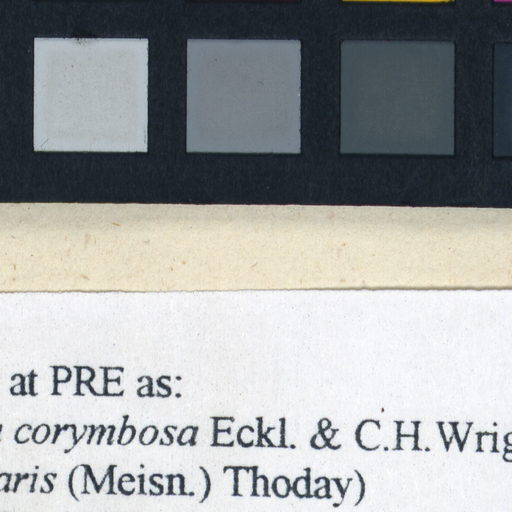 at PRE as:
corymbosa Eckl. & C.H. Wrig
aris (Meisn.) Thoday)